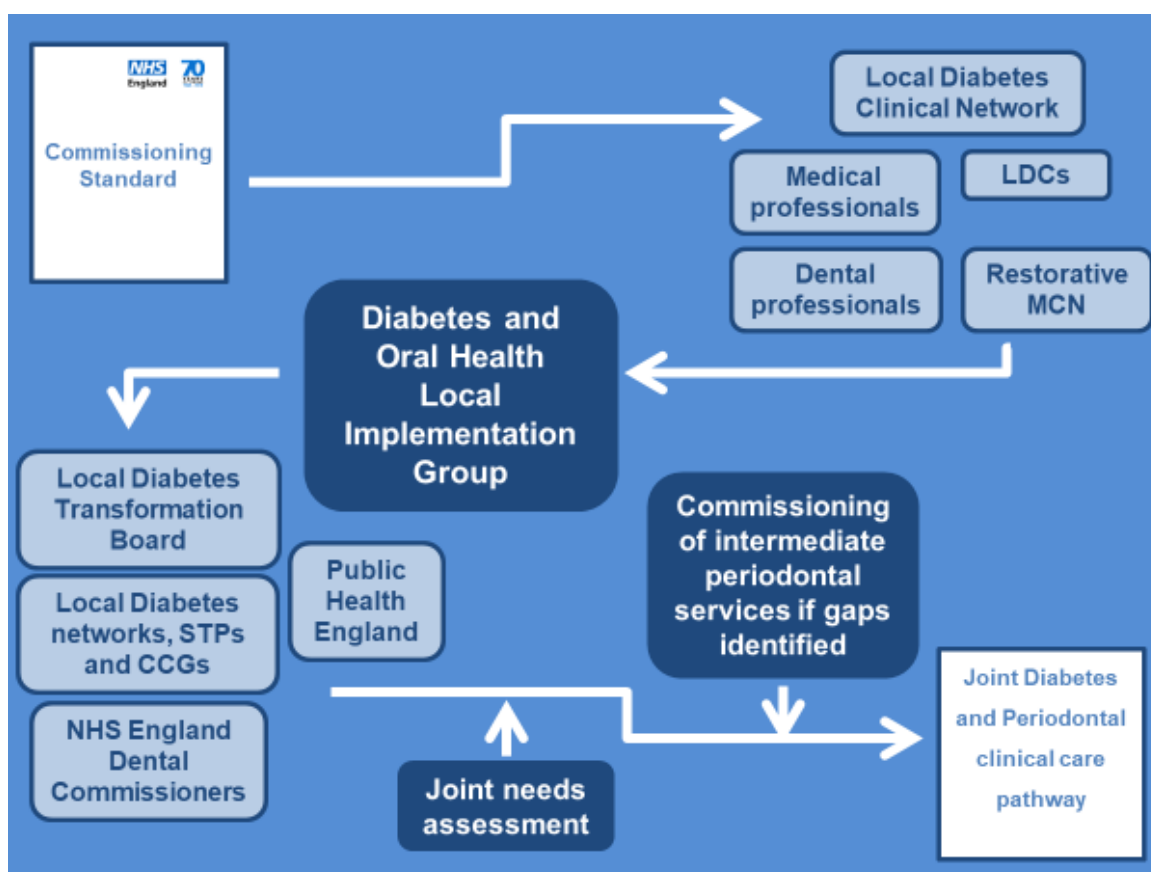 NHS
England
70
Commissioning
Standard
Local Diabetes
Clinical Network
Medical
professionals
LDCs
Dental
professionals
Restorative
MCN
Diabetes and
Oral Health
Local
Implementation
Group
Local Diabetes
Transformation
Board
Local Diabetes
networks, STPs
and CCGs
Public
Health
England
NHS England
Dental
Commissioners
Commissioning
of intermediate
periodontal
services if gaps
identified
Joint needs
assessment
Joint Diabetes
and Periodontal
clinical care
pathway